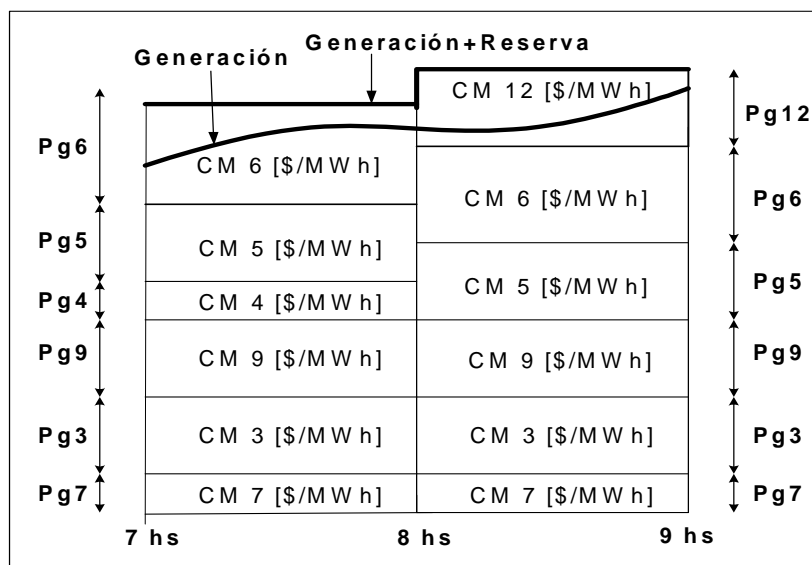 Generación+Reserva
Generación
CM 12 [$/MWh]
Pg12
Pg6
CM 6 [$/MWh]
CM 6 [$/MWh]
Pg6
Pg5
CM 5 [$/MWh]
CM 5 [$/MWh]
Pg5
Pg4
CM 4 [$/MWh]
Pg9
CM 9 [$/MWh]
CM 9 [$/MWh]
Pg9
Pg3
CM 3 [$/MWh]
CM 3 [$/MWh]
Pg3
Pg7
CM 7 [$/MWh]
CM 7 [$/MWh]
Pg7
7 hs
8 hs
9 hs